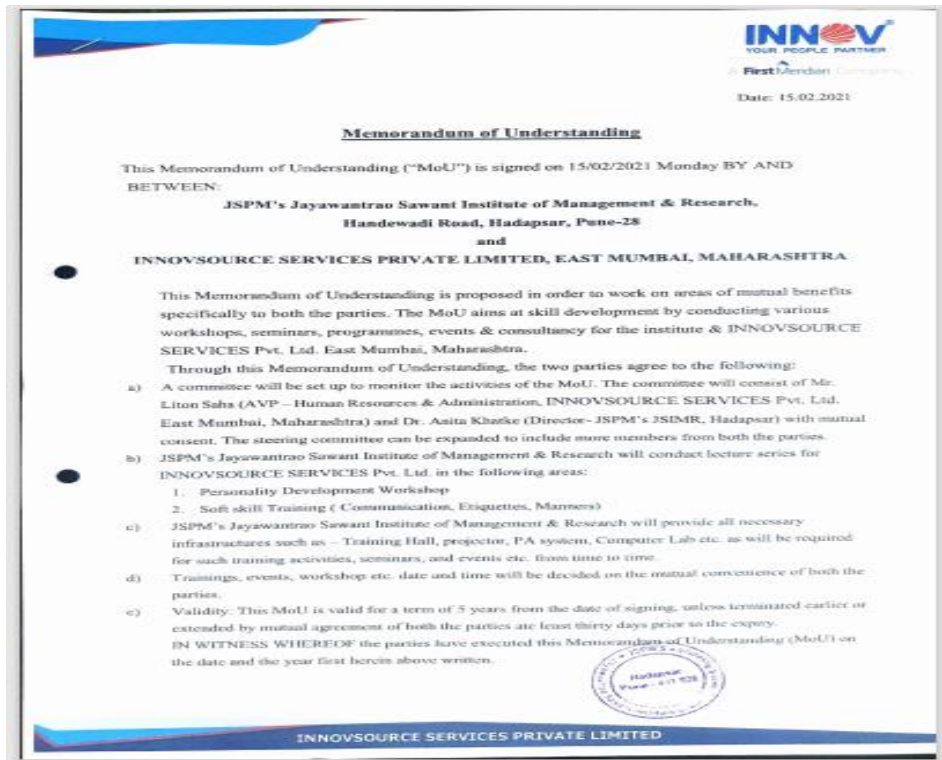 INNOV
YOUR PEOPLE PARTNER
A FirstMeridian Company
Date: 15.02.2021
Memorandum of Understanding
This Memorandum of Understanding (“MoU”) is signed on 15/02/2021 Monday BY AND
BETWEEN:
JSPM's Jayawantrao Sawant Institute of Management & Research,
Handewadi Road, Hadapsar, Pune-28
and
INNOVSOURCE SERVICES PRIVATE LIMITED, EAST MUMBAI, MAHARASHTRA
This Memorandum of Understanding is proposed in order to work on areas of mutual benefits
specifically to both the parties. The MoU aims at skill development by conducting various
workshops, seminars, programmes, events & consultancy for the institute & INNOVSOURCE
SERVICES Pvt. Ltd. East Mumbai, Maharashtra.
Through this Memorandum of Understanding, the two parties agree to the following:
a) A committee will be set up to monitor the activities of the MoU. The committee will consist of Mr.
Liton Saha (AVP – Human Resources & Administration, INNOVSOURCE SERVICES Pvt. Ltd.
East Mumbai, Maharashtra) and Dr. Anita Khatke (Director- JSPM's JSIMR, Hadapsar) with mutual
consent. The steering committee can be expanded to include more members from both the parties.
b) JSPM's Jayawantrao Sawant Institute of Management & Research will conduct lecture series for
INNOVSOURCE SERVICES Pvt. Ltd. in the following areas:
1. Personality Development Workshop
2. Soft skill Training ( Communication, Etiquettes, Manners)
c) JSPM's Jayawantrao Sawant Institute of Management & Research will provide all necessary
infrastructures such as – Training Hall, projector, PA system, Computer Lab etc. as will be required
for such training activities, seminars, and events etc. from time to time.
d) Trainings, events, workshop etc. date and time will be decided on the mutual convenience of both the
parties.
e) Validity: This MoU is valid for a term of 5 years from the date of signing, unless terminated earlier or
extended by mutual agreement of both the parties ate least thirty days prior to the expiry.
IN WITNESS WHEREOF the parties have executed this Memorandum of Understanding (MoU) on
the date and the year first herein above written.
Hadapsar
Pune - 411 028
INNOVSOURCE SERVICES PRIVATE LIMITED